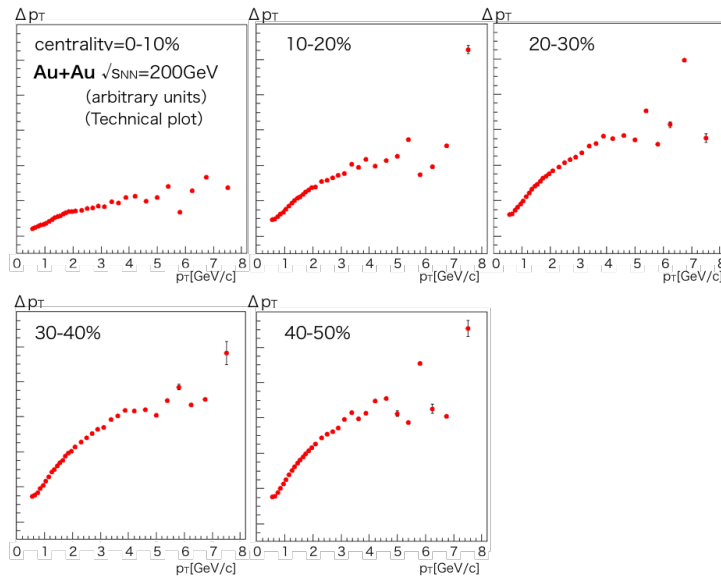 Δp_T
centrality=0-10%
Au+Au √s_NN=200GeV
(arbitrary units)
(Technical plot)
0 1 2 3 4 5 6 7 8
p_T[GeV/c]
Δp_T
10-20%
0 1 2 3 4 5 6 7 8
p_T[GeV/c]
Δp_T
20-30%
0 1 2 3 4 5 6 7 8
p_T[GeV/c]
Δp_T
30-40%
0 1 2 3 4 5 6 7 8
p_T[GeV/c]
Δp_T
40-50%
0 1 2 3 4 5 6 7 8
p_T[GeV/c]